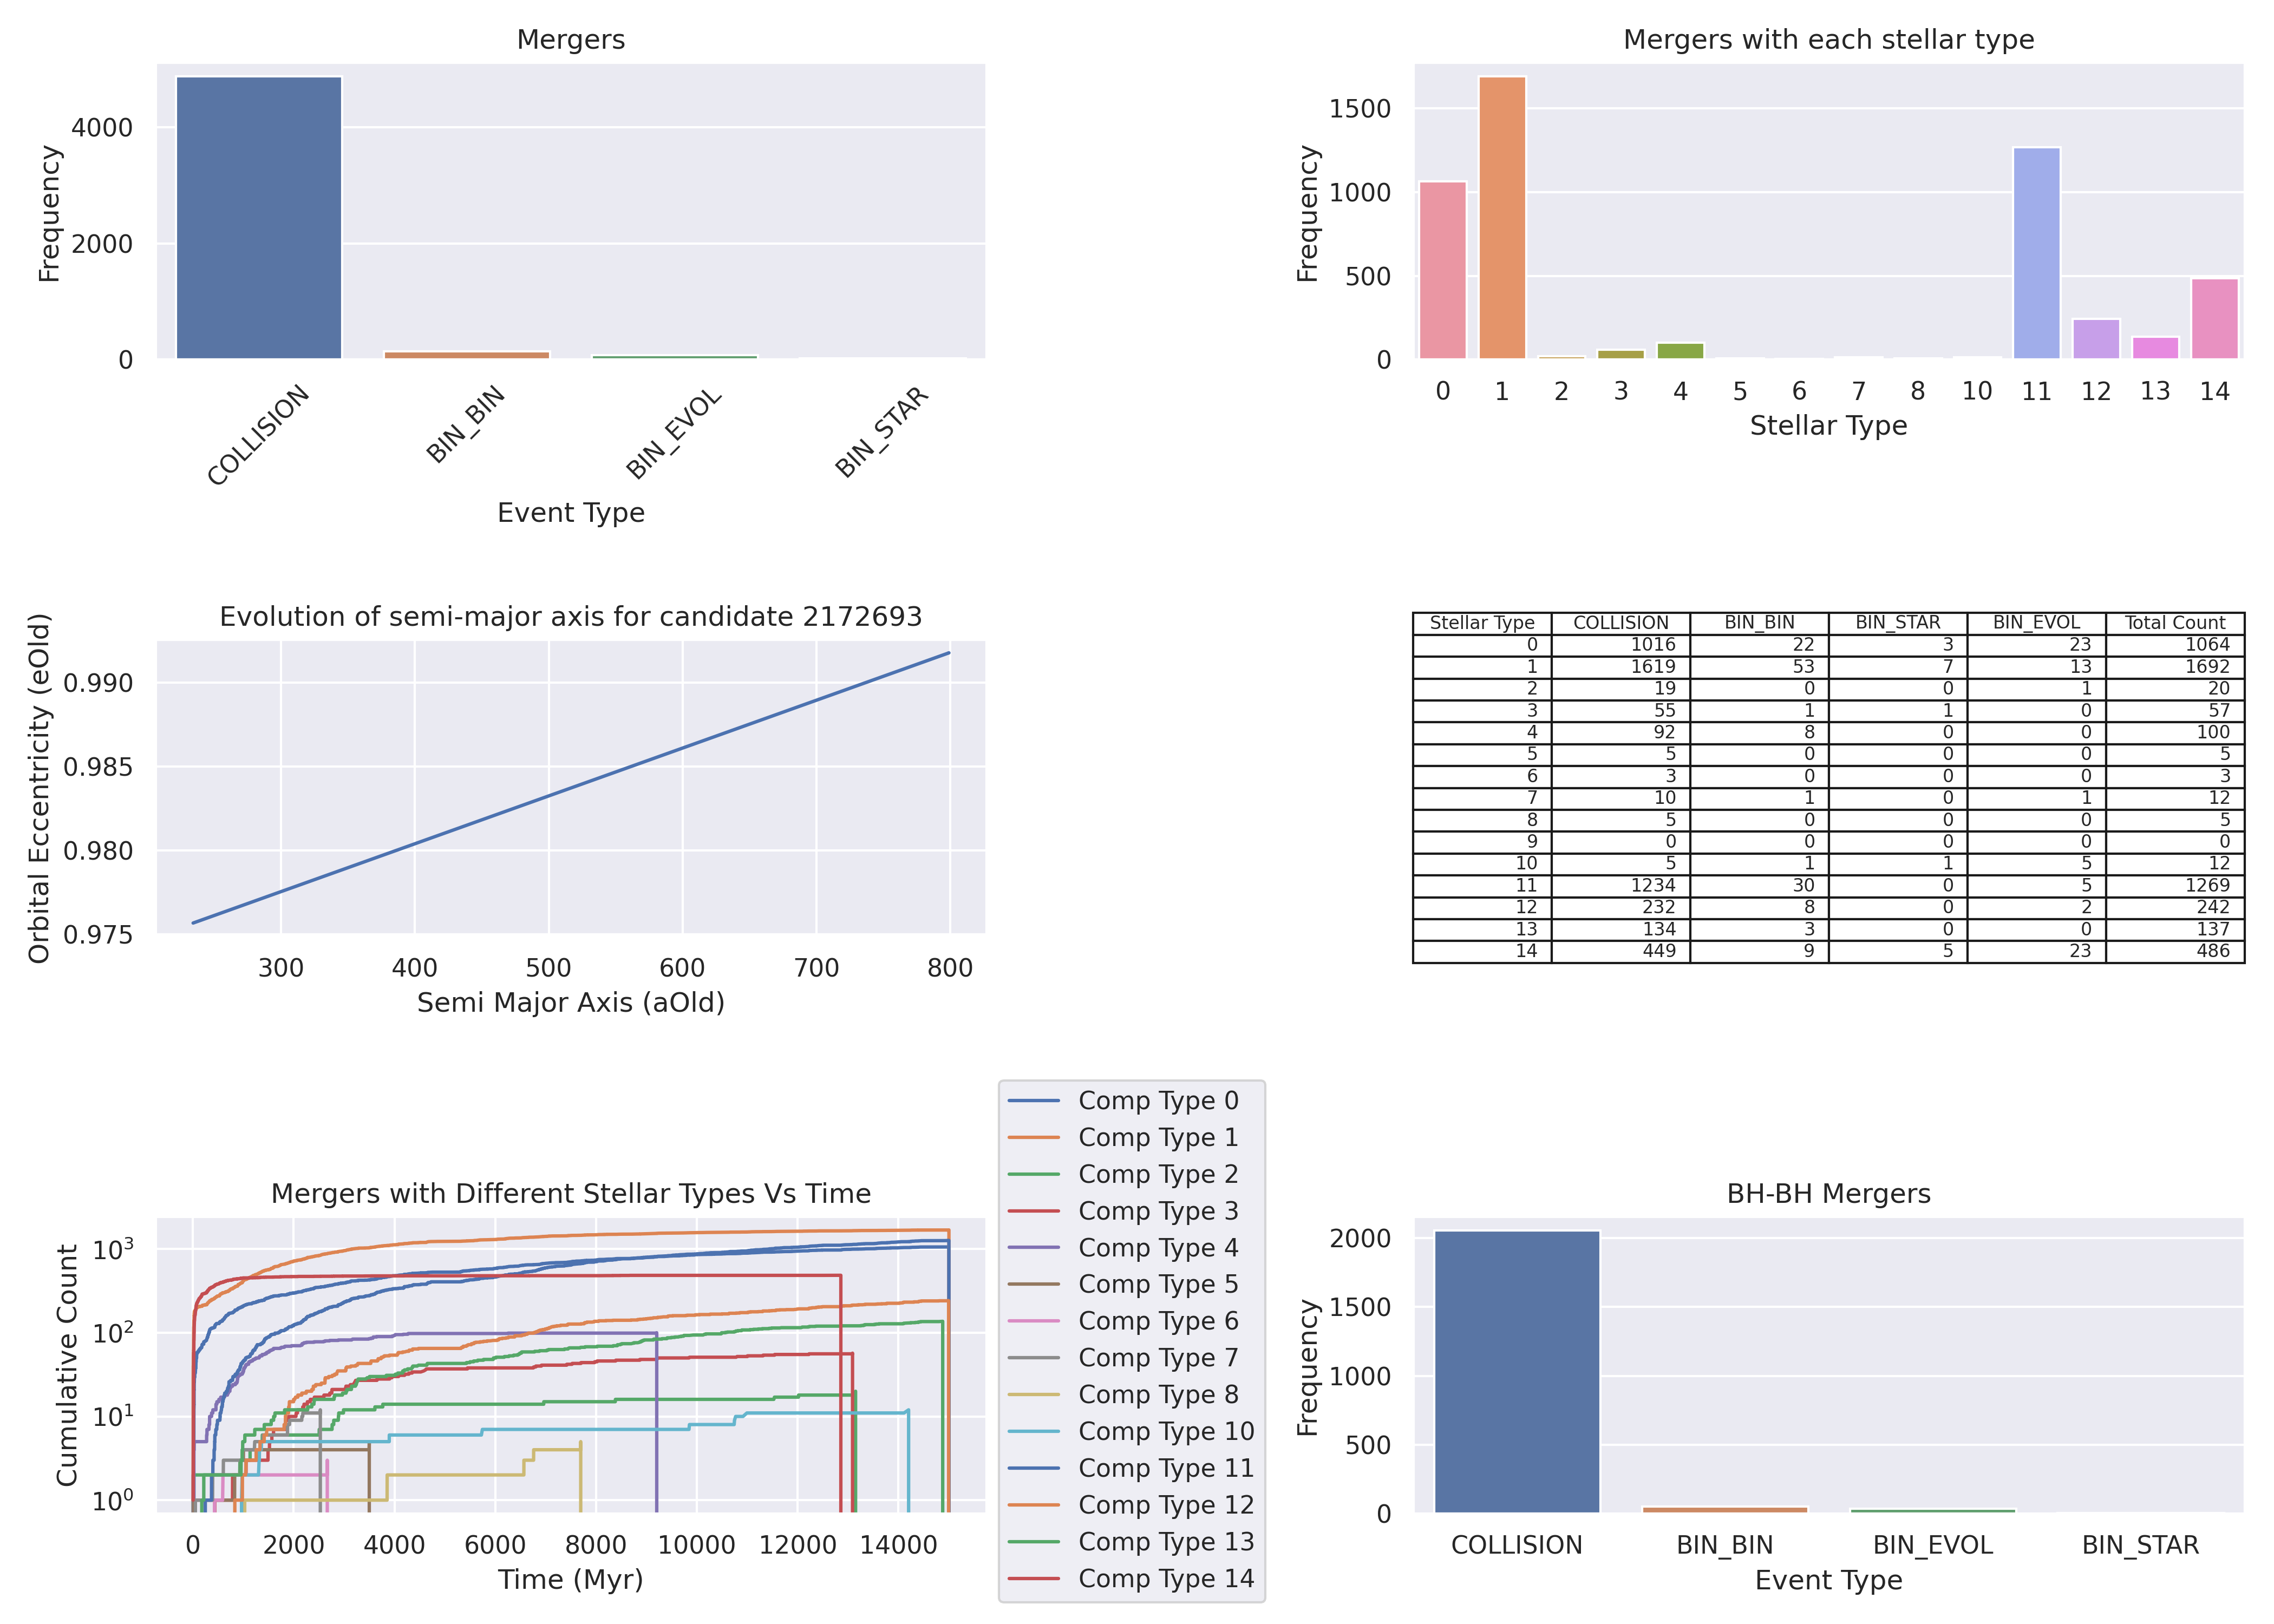 Mergers
Frequency
4000
2000
0
COLLISION
BIN_BIN
BIN_EVOL
BIN_STAR
Event Type
Mergers with each stellar type
Frequency
1500
1000
500
0
0 1 2 3 4 5 6 7 8 10 11 12 13 14
Stellar Type
Evolution of semi-major axis for candidate 2172693
Orbital Eccentricity (eOld)
0.990
0.985
0.980
0.975
300 400 500 600 700 800
Semi Major Axis (aOld)
Stellar Type COLLISION BIN_BIN BIN_STAR BIN_EVOL Total Count
0 1016 22 3 23 1064
1 1619 53 7 13 1692
2 19 0 0 1 20
3 55 1 1 0 57
4 92 8 0 0 100
5 5 0 0 0 5
6 3 0 0 0 3
7 10 1 0 1 12
8 5 0 0 0 5
9 0 0 0 0 0
10 5 1 1 5 12
11 1234 30 0 5 1269
12 232 8 0 2 242
13 134 3 0 0 137
14 449 9 5 23 486
Mergers with Different Stellar Types Vs Time
Cumulative Count
10³
10²
10¹
10⁰
0 2000 4000 6000 8000 10000 12000 14000
Time (Myr)
Comp Type 0
Comp Type 1
Comp Type 2
Comp Type 3
Comp Type 4
Comp Type 5
Comp Type 6
Comp Type 7
Comp Type 8
Comp Type 10
Comp Type 11
Comp Type 12
Comp Type 13
Comp Type 14
BH-BH Mergers
Frequency
2000
1500
1000
500
0
COLLISION BIN_BIN BIN_EVOL BIN_STAR
Event Type